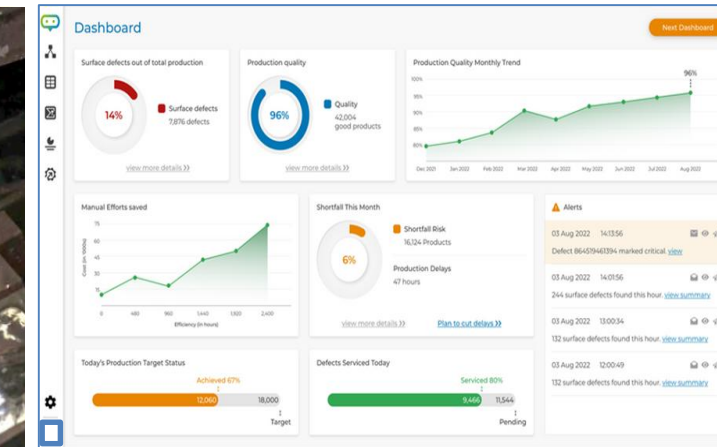 Dashboard
Next Dashboard
Surface defects out of total production
14%
Surface defects
7,876 defects
view more details
Production quality
96%
Quality
42,004
good products
view more details
Production Quality Monthly Trend
100%
95%
90%
85%
80%
96%
Dec 2021 Jan 2022 Feb 2022 Mar 2022 Apr 2022 May 2022 Jun 2022 Jul 2022 Aug 2022
Manual Efforts saved
Cost (in 1000s)
75
60
45
30
15
0 480 960 1,440 1,920 2,400
Efficiency (in hours)
Shortfall This Month
6%
Shortfall Risk
16,124 Products
Production Delays
47 hours
view more details
Plan to cut delays
Alerts
03 Aug 2022 14:13:56
Defect 864519461394 marked critical. view
03 Aug 2022 14:01:56
244 surface defects found this hour. view summary
03 Aug 2022 13:00:34
132 surface defects found this hour. view summary
03 Aug 2022 12:00:49
132 surface defects found this hour. view summary
Today's Production Target Status
Achieved 67%
12,060 18,000
Target
Defects Serviced Today
Serviced 80%
9,466 11,544
Pending